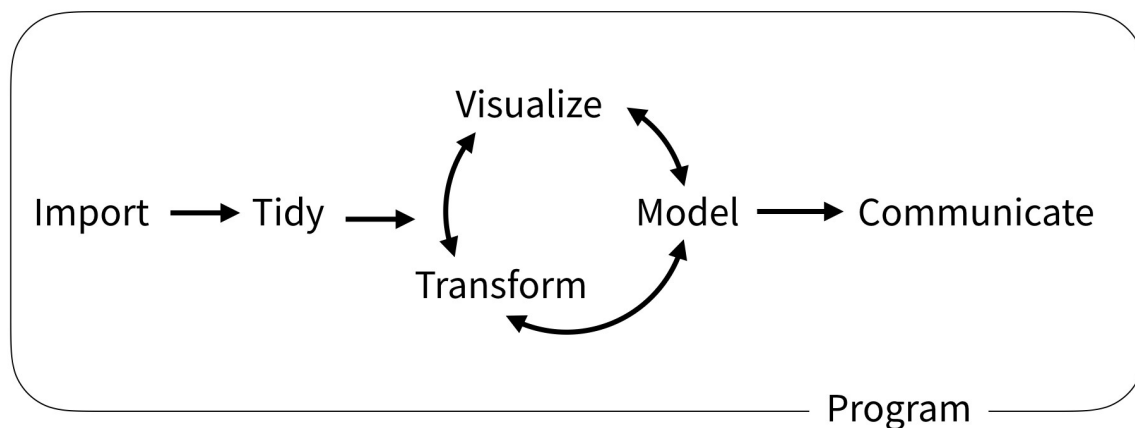 Visualize
Import
Tidy
Model
Communicate
Transform
Program